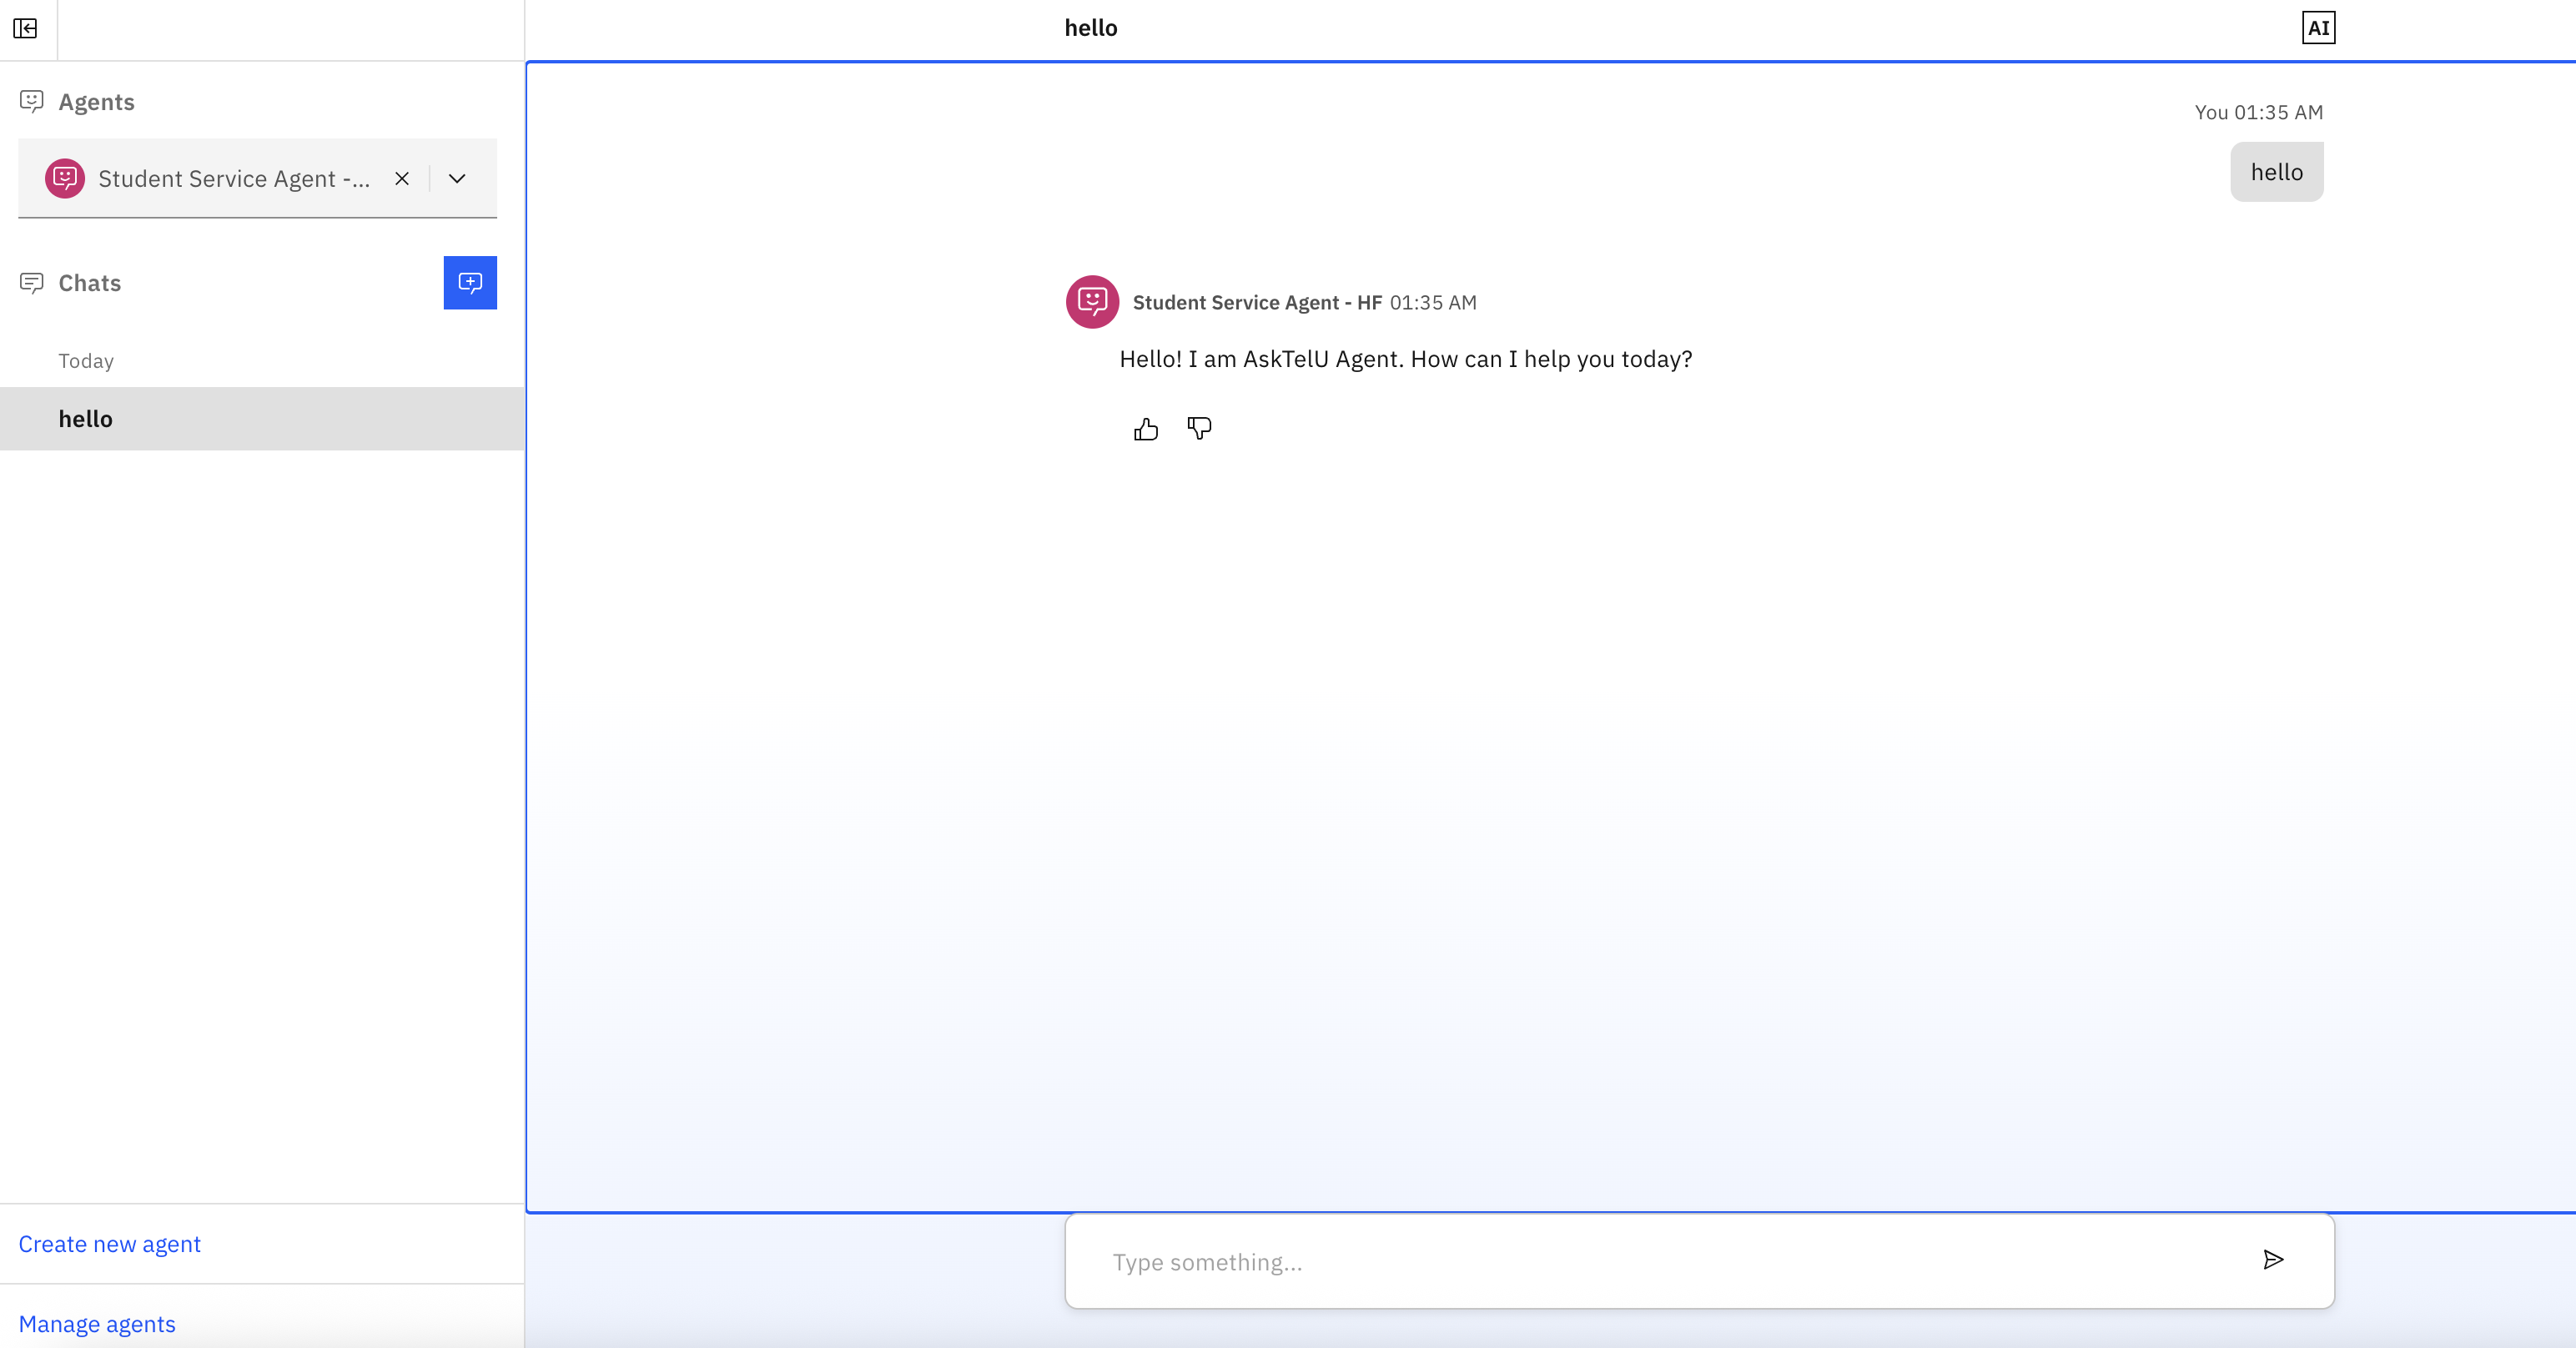 hello
AI
Agents
Student Service Agent -...
Chats
Today
hello
Create new agent
Manage agents
You 01:35 AM
hello
Student Service Agent - HF 01:35 AM
Hello! I am AskTelU Agent. How can I help you today?
Type something...